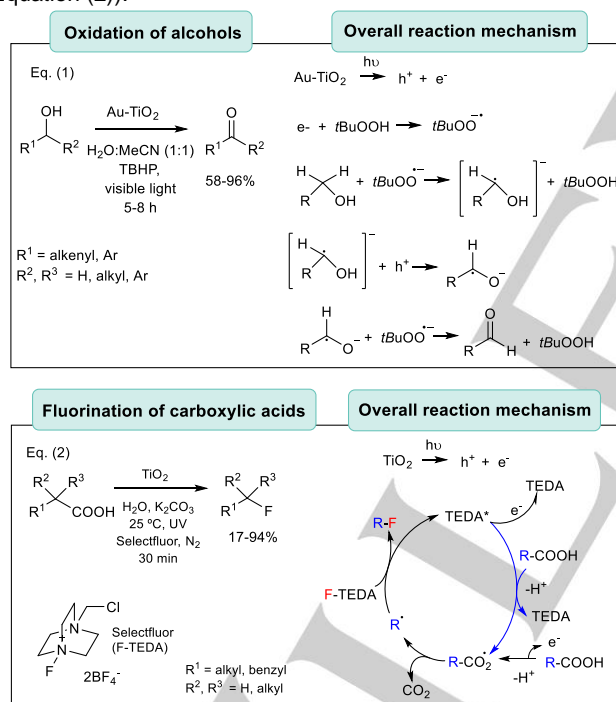 Equation (2)).
Oxidation of alcohols
Overall reaction mechanism
Eq. (1)
OH
R1 R2
Au-TiO2
H2O:MeCN (1:1)
TBHP,
visible light
5-8 h
O
R1 R2
58-96%
R1 = alkenyl, Ar
R2, R3 = H, alkyl, Ar
Au-TiO2 hυ h+ + e-
e- + tBuOOH tBuOO-•
H H R OH + tBuOO•– [H R • OH]– + tBuOOH
[H R • OH]– + h+ H R • O–
H R • O– + tBuOO•– O R H + tBuOOH
Fluorination of carboxylic acids
Overall reaction mechanism
Eq. (2)
R2 R3
R1 COOH
TiO2
H2O, K2CO3
25 ºC, UV
Selectfluor, N2
30 min
R2 R3
R1 F
17-94%
Cl
N+
N+
F
2BF4-
Selectfluor
(F-TEDA)
R1 = alkyl, benzyl
R2, R3 = H, alkyl
TiO2 hυ h+ + e-
TEDA
e-
TEDA*
R-F
R-COOH
-H+
F-TEDA
TEDA
R•
R-CO2•
e-
-H+
R-COOH
CO2